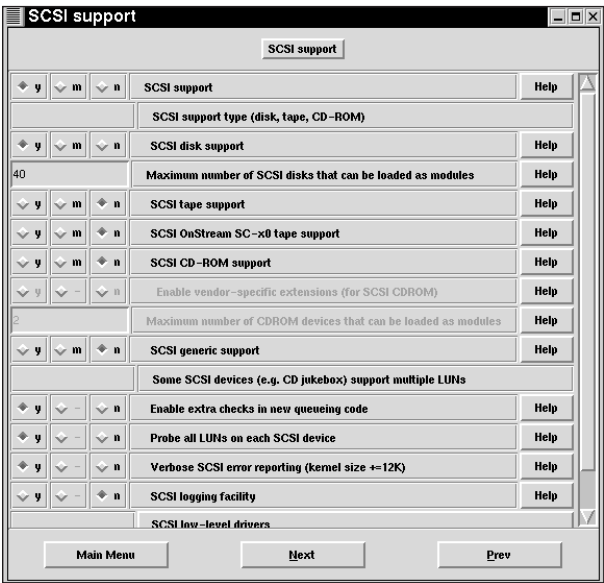 SCSI support
SCSI support
y m n SCSI support Help
SCSI support type (disk, tape, CD-ROM)
y m n SCSI disk support Help
40 Maximum number of SCSI disks that can be loaded as modules Help
y m n SCSI tape support Help
y m n SCSI OnStream SC-x0 tape support Help
y m n SCSI CD-ROM support Help
y - n Enable vendor-specific extensions (for SCSI CDROM) Help
2 Maximum number of CDROM devices that can be loaded as modules Help
y m n SCSI generic support Help
Some SCSI devices (e.g. CD jukebox) support multiple LUNs
y - n Enable extra checks in new queueing code Help
y - n Probe all LUNs on each SCSI device Help
y - n Verbose SCSI error reporting (kernel size +=12K) Help
y - n SCSI logging facility Help
SCSI low-level drivers
Main Menu Next Prev